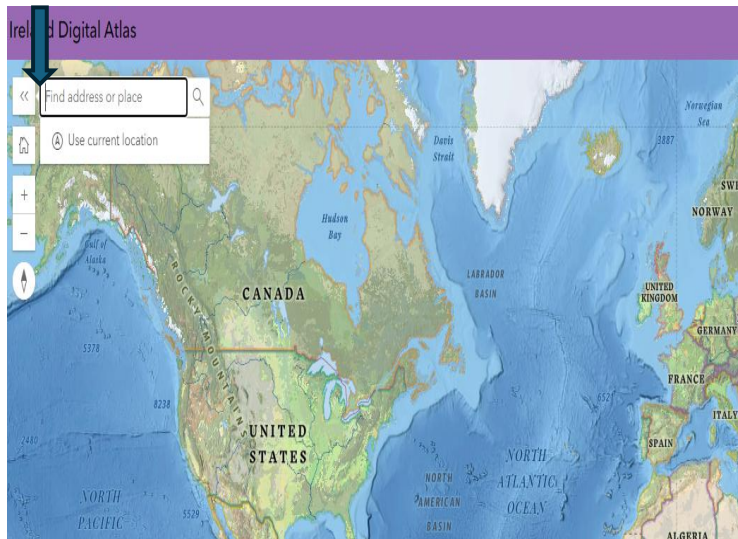 Ireland Digital Atlas
Find address or place
Use current location
Norwegian
Sea
3887
Davis
Strait
NORWAY
Hudson
Bay
Gulf of
Alaska
ROCKY MOUNTAINS
CANADA
LABRADOR
BASIN
UNITED
KINGDOM
GERMANY
5378
FRANCE
8238
ITALY
UNITED
STATES
SPAIN
2480
NORTH
ATLANTIC
OCEAN
NORTH
AMERICAN
BASIN
NORTH
PACIFIC
5529
ALGERIA